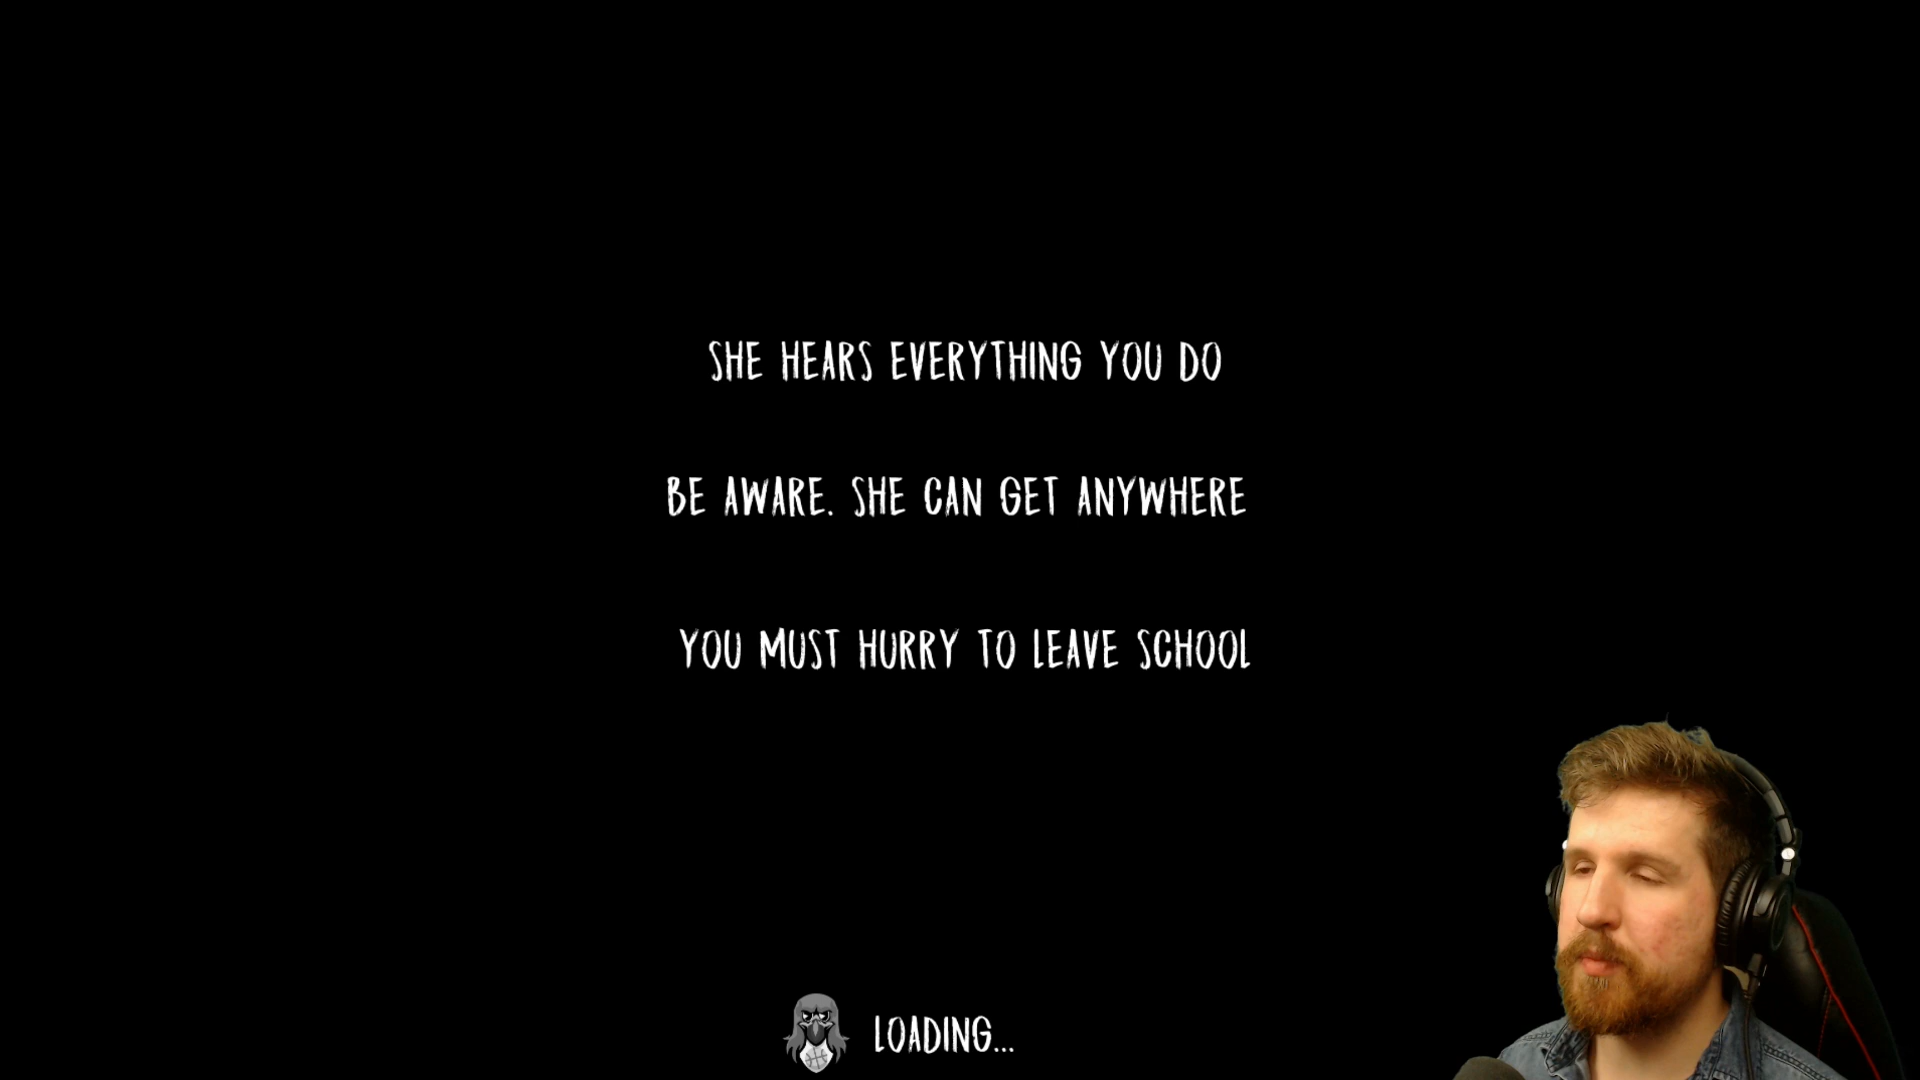 SHE HEARS EVERYTHING YOU DO
BE AWARE. SHE CAN GET ANYWHERE
YOU MUST HURRY TO LEAVE SCHOOL
LOADING...